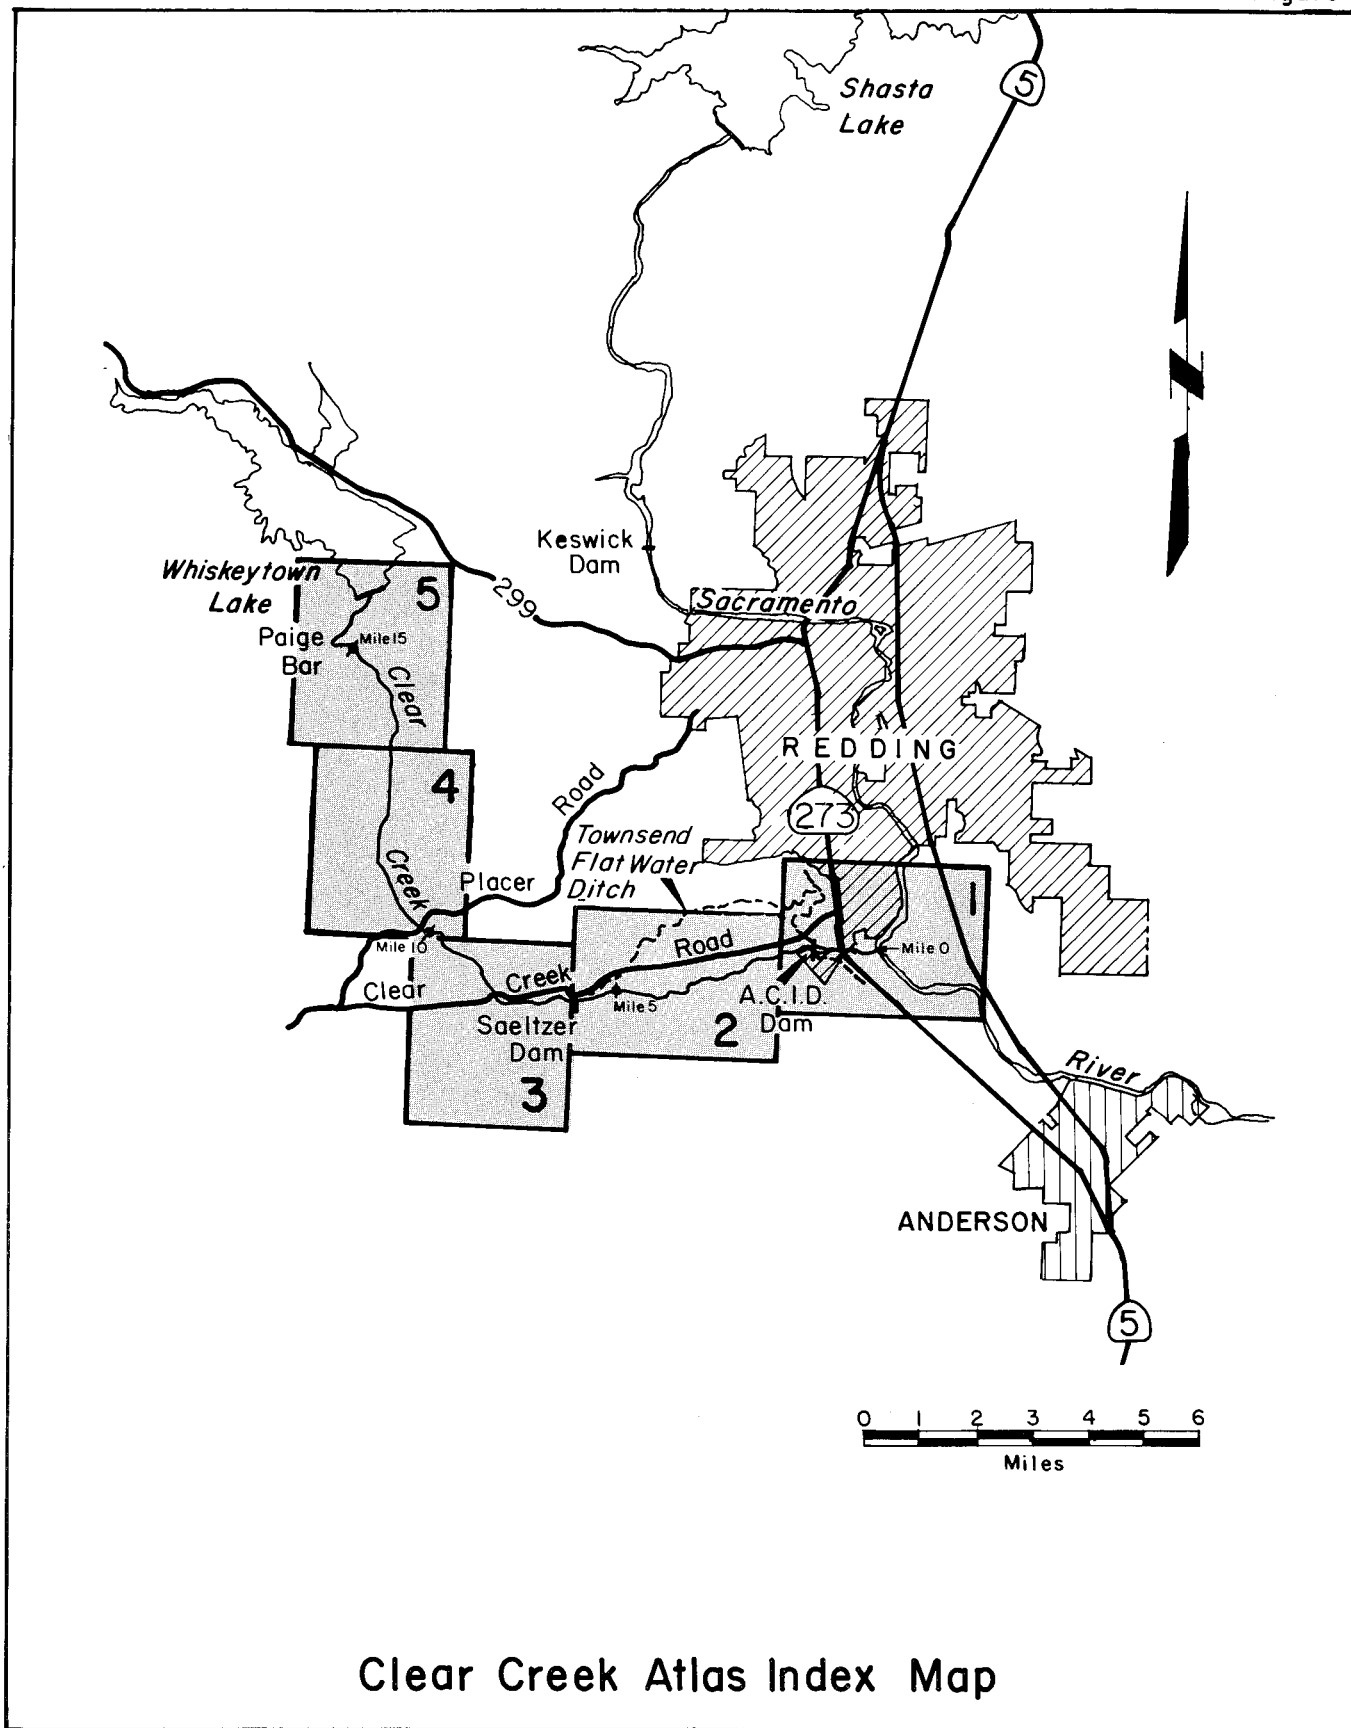 5
Shasta
Lake
Keswick
Dam
Whiskeytown
Lake
5
299
Sacramento
Paige
Bar
Mile 15
Clear
REDDING
4
Road
273
Townsend
Flat Water
Ditch
Creek
Placer
1
Mile 10
Road
Mile 0
Clear
Creek
Mile 5
A.C.I.D.
Dam
Saeltzer
Dam
2
3
River
ANDERSON
5
0 1 2 3 4 5 6
Miles
Clear Creek Atlas Index Map